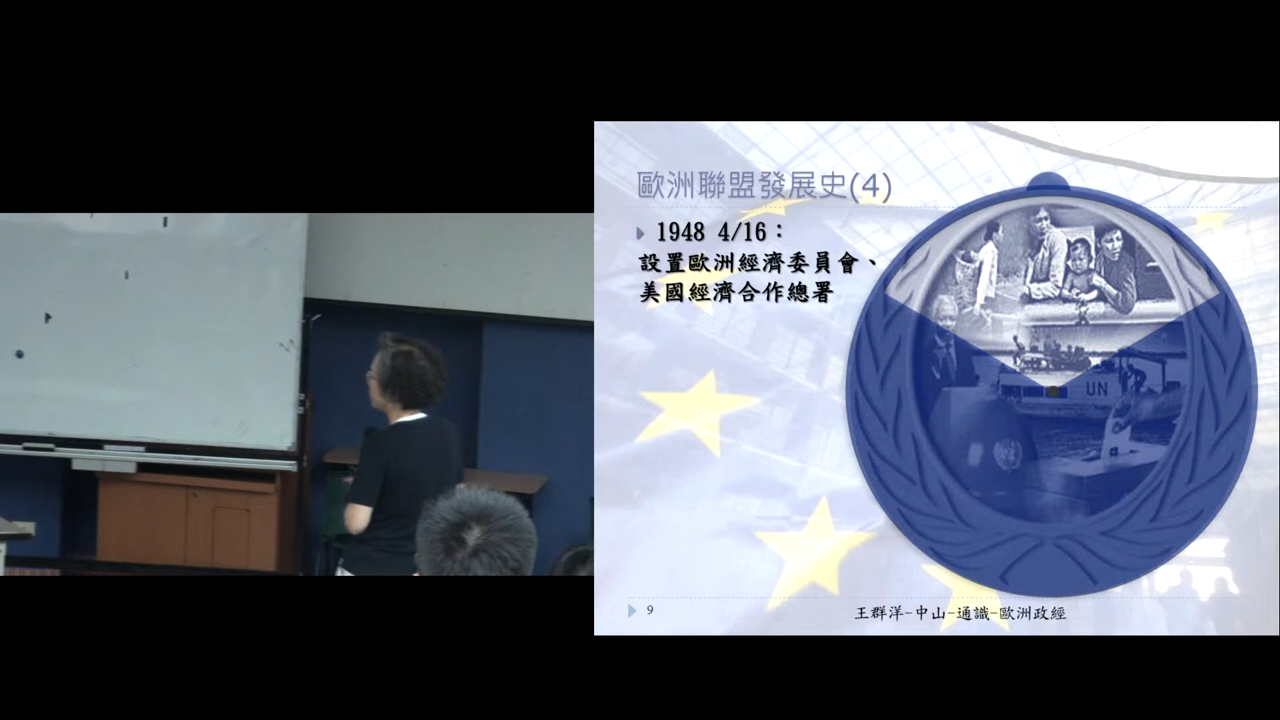 歐洲聯盟發展史(4)
1948 4/16：
設置歐洲經濟委員會、
美國經濟合作總署
UN
9
王群洋-中山-通識-歐洲政經